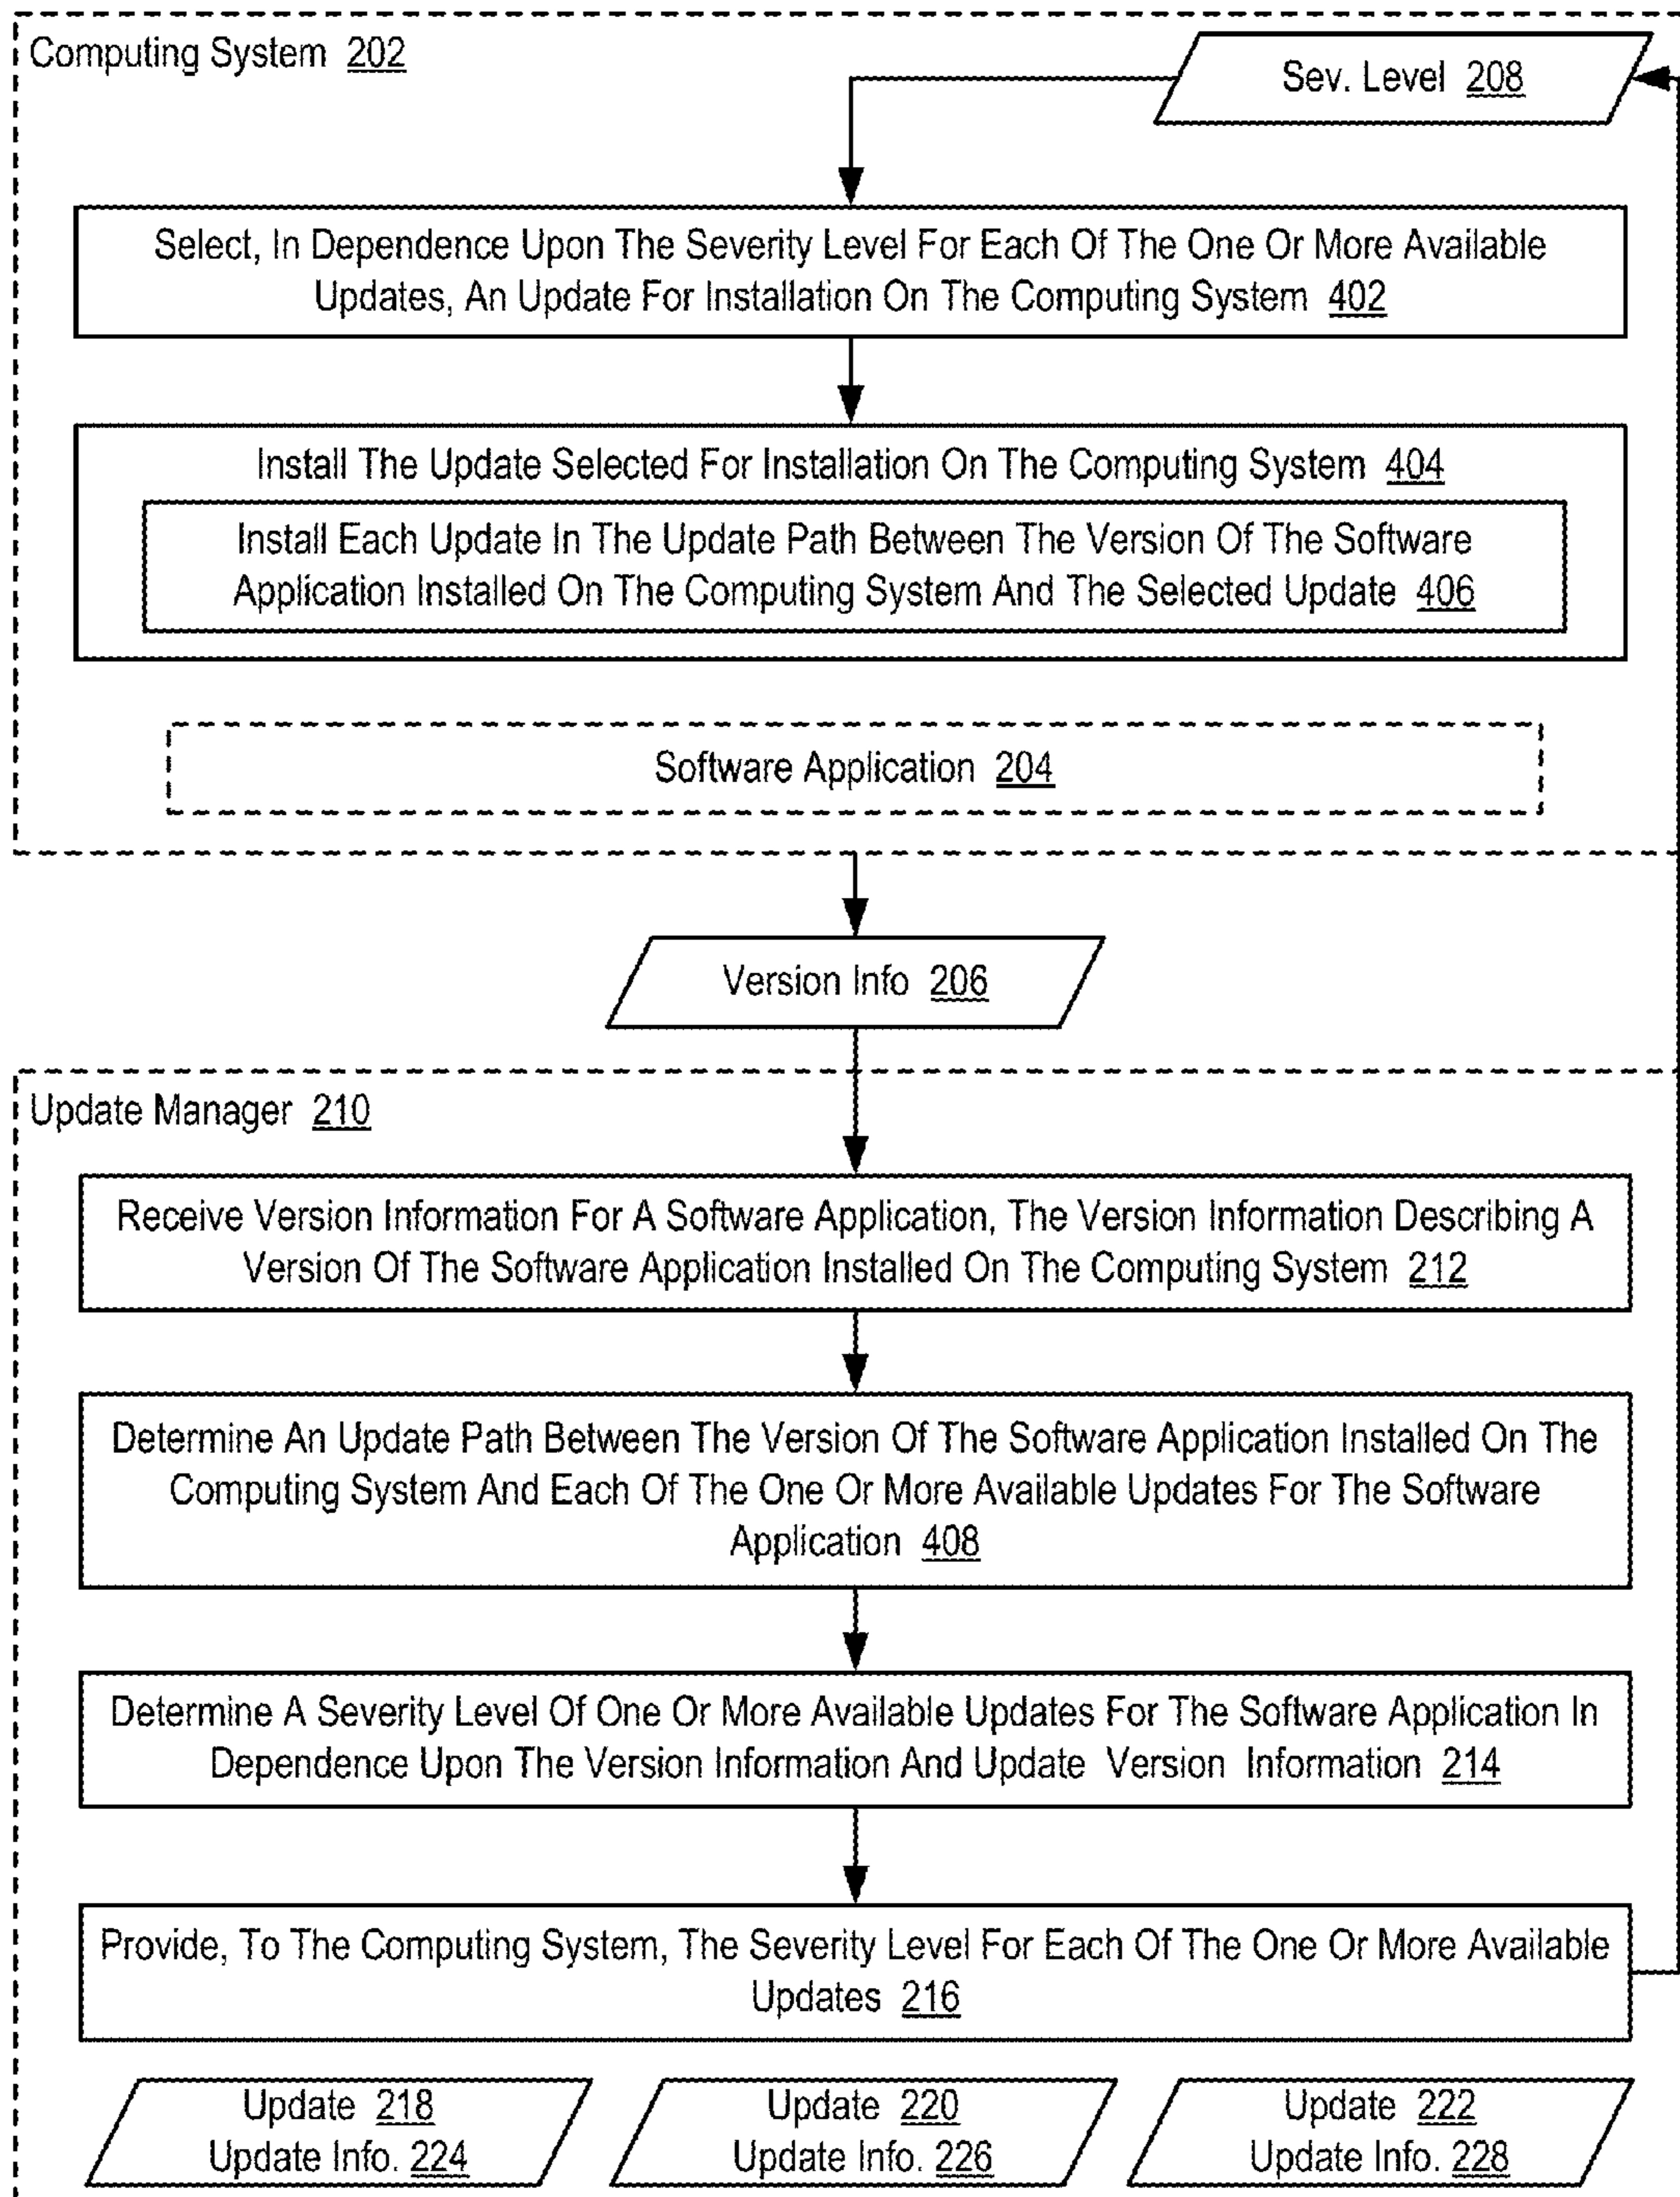 Computing System 202
Sev. Level 208
Select, In Dependence Upon The Severity Level For Each Of The One Or More Available
Updates, An Update For Installation On The Computing System 402
Install The Update Selected For Installation On The Computing System 404
Install Each Update In The Update Path Between The Version Of The Software
Application Installed On The Computing System And The Selected Update 406
Software Application 204
Version Info 206
Update Manager 210
Receive Version Information For A Software Application, The Version Information Describing A
Version Of The Software Application Installed On The Computing System 212
Determine An Update Path Between The Version Of The Software Application Installed On The
Computing System And Each Of The One Or More Available Updates For The Software
Application 408
Determine A Severity Level Of One Or More Available Updates For The Software Application In
Dependence Upon The Version Information And Update Version Information 214
Provide, To The Computing System, The Severity Level For Each Of The One Or More Available
Updates 216
Update 218
Update Info. 224
Update 220
Update Info. 226
Update 222
Update Info. 228